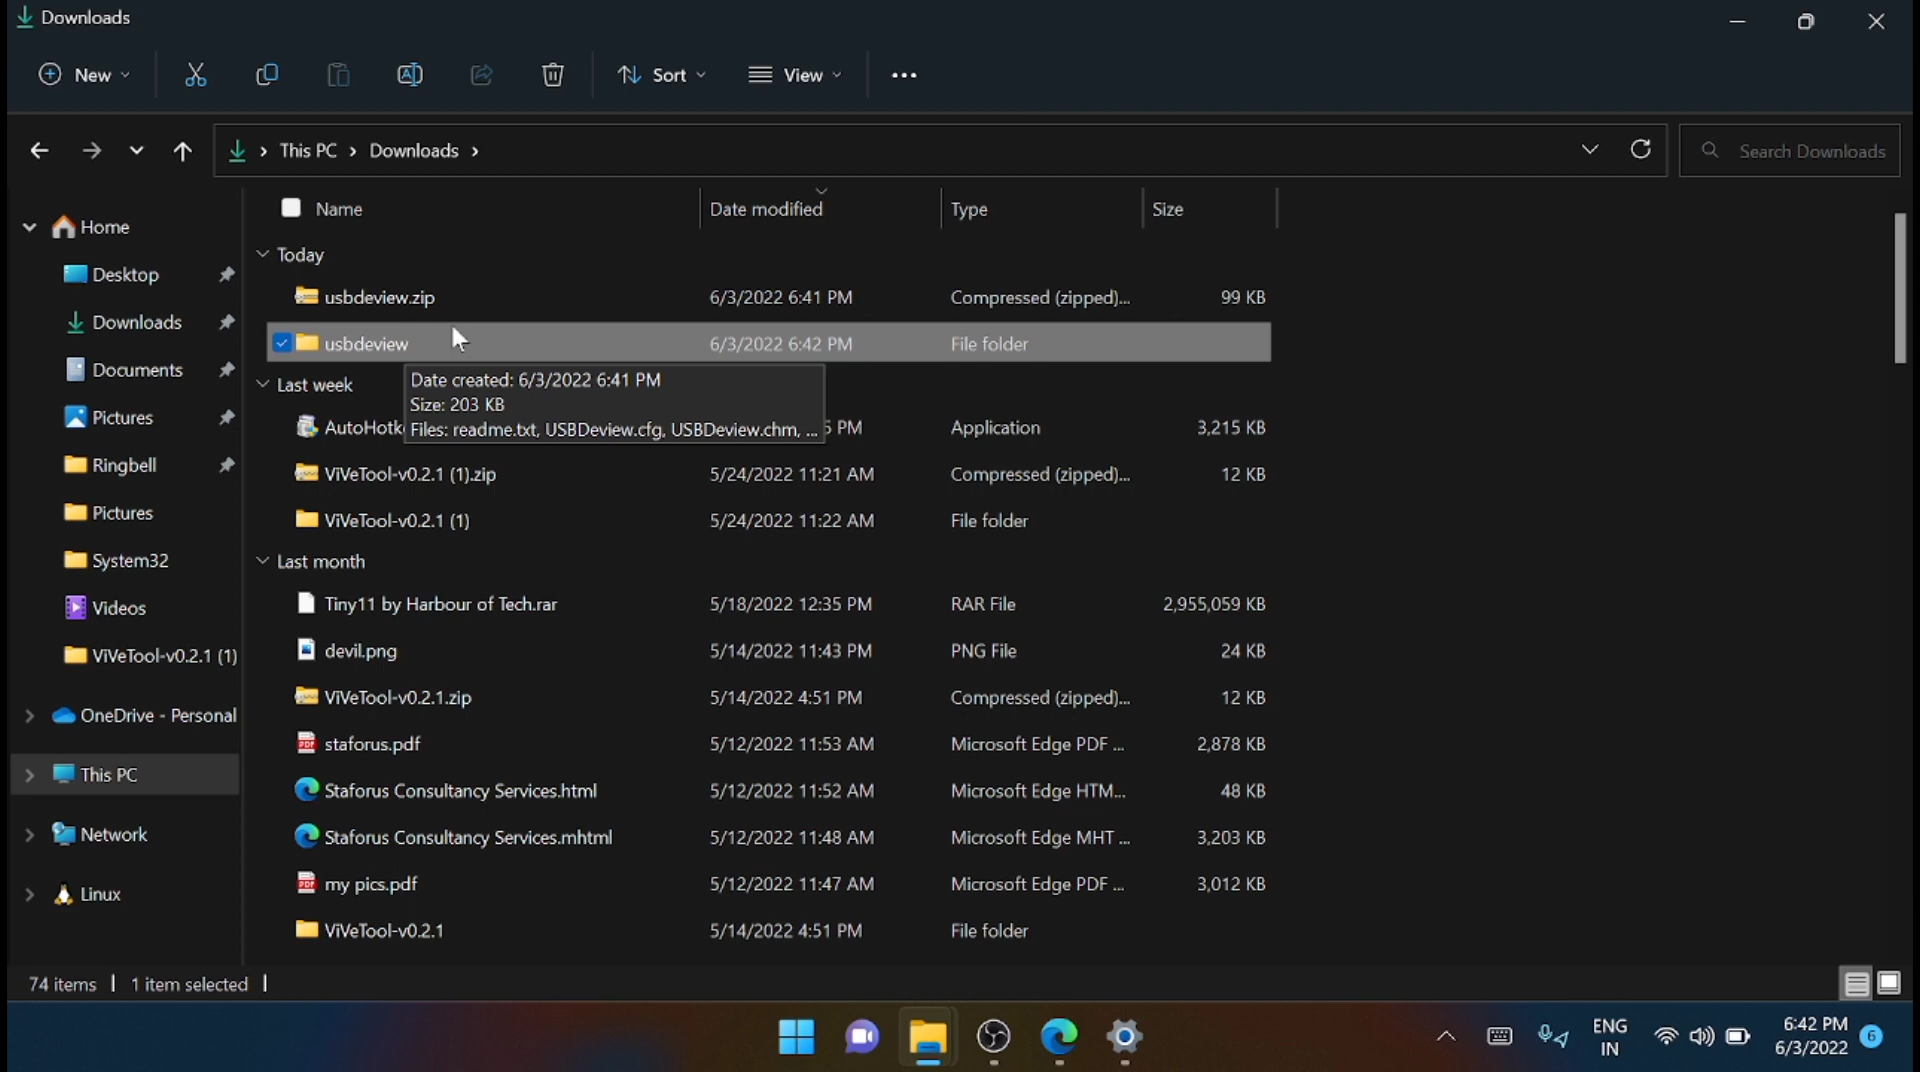 Downloads
New
Sort
View
This PC > Downloads >
Search Downloads
Name
Date modified
Type
Size
Home
Desktop
Downloads
Documents
Pictures
Ringbell
Pictures
System32
Videos
ViVeTool-v0.2.1 (1)
OneDrive - Personal
This PC
Network
Linux
Today
usbdeview.zip 6/3/2022 6:41 PM Compressed (zipped)... 99 KB
usbdeview 6/3/2022 6:42 PM File folder
Date created: 6/3/2022 6:41 PM
Size: 203 KB
Files: readme.txt, USBDeview.cfg, USBDeview.chm, ...
Last week
AutoHotk 5 PM Application 3,215 KB
ViVeTool-v0.2.1 (1).zip 5/24/2022 11:21 AM Compressed (zipped)... 12 KB
ViVeTool-v0.2.1 (1) 5/24/2022 11:22 AM File folder
Last month
Tiny11 by Harbour of Tech.rar 5/18/2022 12:35 PM RAR File 2,955,059 KB
devil.png 5/14/2022 11:43 PM PNG File 24 KB
ViVeTool-v0.2.1.zip 5/14/2022 4:51 PM Compressed (zipped)... 12 KB
staforus.pdf 5/12/2022 11:53 AM Microsoft Edge PDF ... 2,878 KB
Staforus Consultancy Services.html 5/12/2022 11:52 AM Microsoft Edge HTM... 48 KB
Staforus Consultancy Services.mhtml 5/12/2022 11:48 AM Microsoft Edge MHT ... 3,203 KB
my pics.pdf 5/12/2022 11:47 AM Microsoft Edge PDF ... 3,012 KB
ViVeTool-v0.2.1 5/14/2022 4:51 PM File folder
74 items | 1 item selected |
ENG
IN
6:42 PM
6/3/2022
6